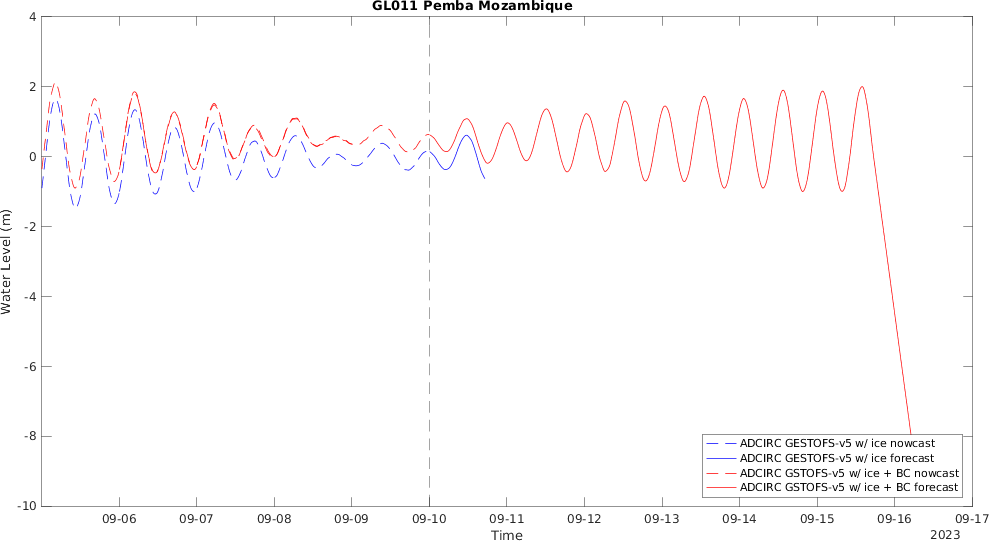 GL011 Pemba Mozambique
4
2
0
-2
-4
-6
-8
-10
Water Level (m)
ADCIRC GESTOFS-v5 w/ ice nowcast
ADCIRC GESTOFS-v5 w/ ice forecast
ADCIRC GSTOFS-v5 w/ ice + BC nowcast
ADCIRC GSTOFS-v5 w/ ice + BC forecast
09-06 09-07 09-08 09-09 09-10 09-11 09-12 09-13 09-14 09-15 09-16 09-17
Time
2023